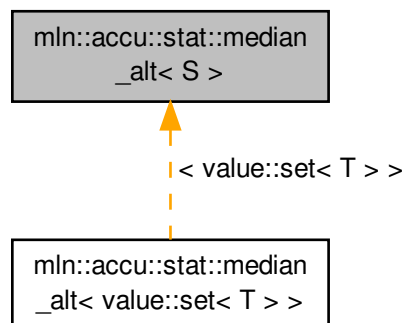 mln::accu::stat::median
_alt< S >
< value::set< T > >
mln::accu::stat::median
_alt< value::set< T > >